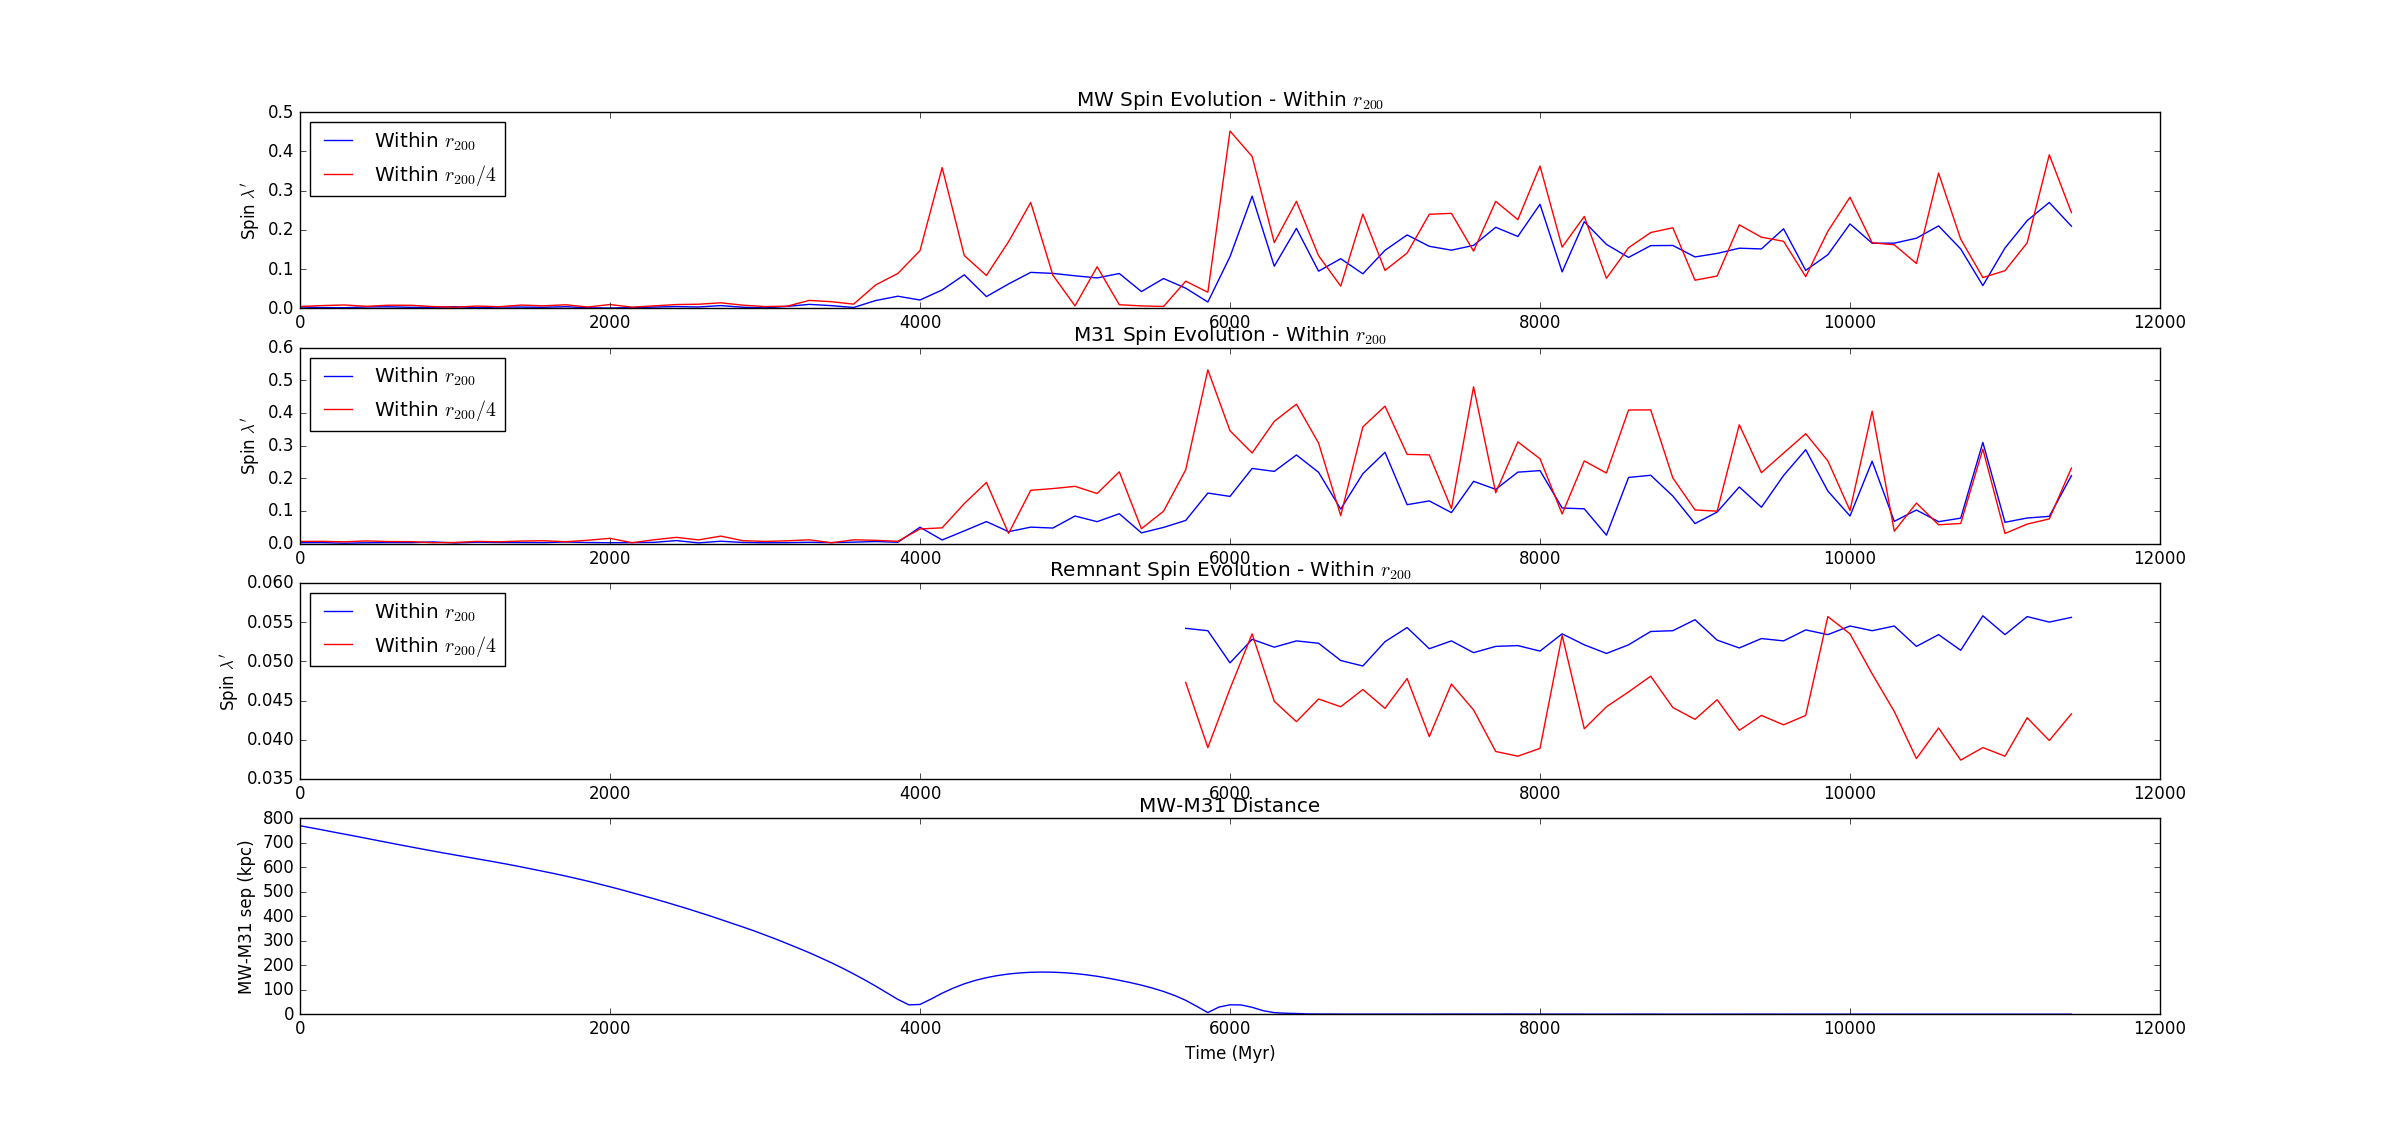 MW Spin Evolution - Within r200
0.5
0.4
0.3
0.2
0.1
0.0
Spin λ′
Within r200
Within r200/4
0 2000 4000 6000 8000 10000 12000
M31 Spin Evolution - Within r200
0.6
0.5
0.4
0.3
0.2
0.1
0.0
Spin λ′
Within r200
Within r200/4
0 2000 4000 6000 8000 10000 12000
Remnant Spin Evolution - Within r200
0.060
0.055
0.050
0.045
0.040
0.035
Spin λ′
Within r200
Within r200/4
0 2000 4000 6000 8000 10000 12000
MW-M31 Distance
800
700
600
500
400
300
200
100
0
MW-M31 sep (kpc)
0 2000 4000 6000 8000 10000 12000
Time (Myr)